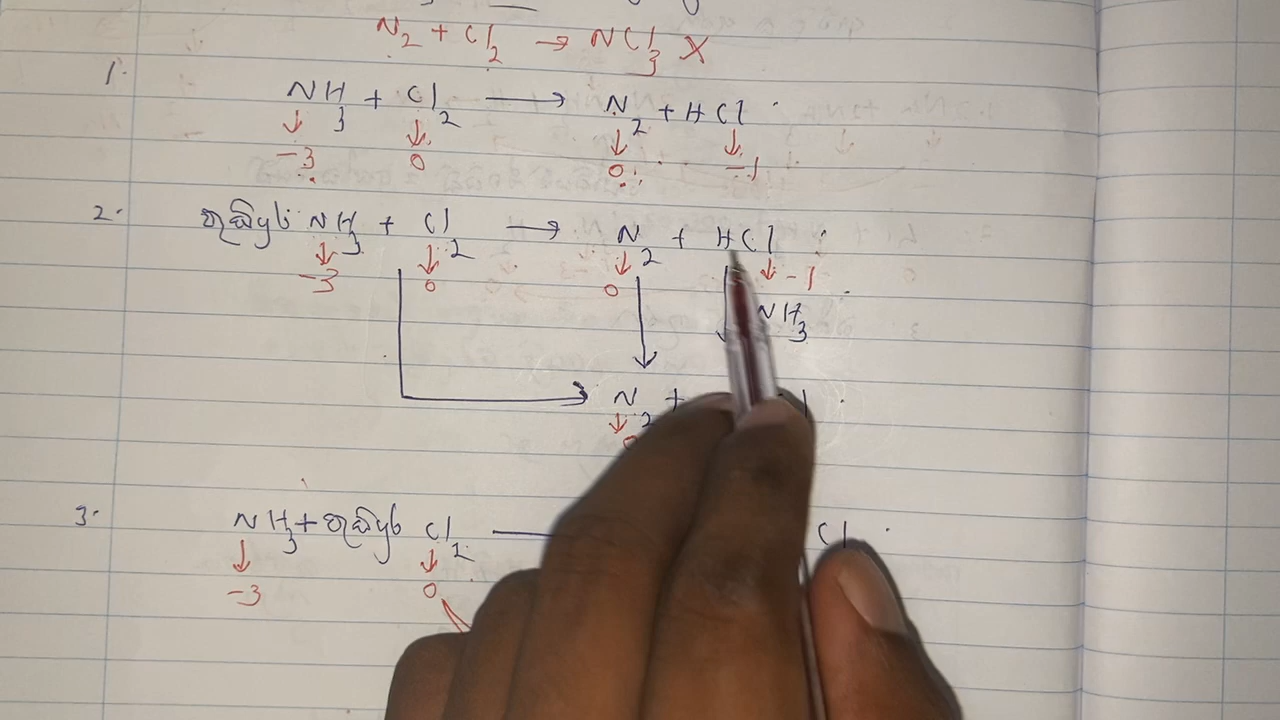 N2 + Cl2 → NCl3 X
1. NH3 + Cl2 → N2 + HCl
↓ -3 ↓ 0 ↓ 0 ↓ -1
2. වැඩිපුර NH3 + Cl2 → N2 + HCl
↓ -3 ↓ 0 ↓ 0 ↓ -1
NH3
N2 +
↓
3. NH3 + වැඩිපුර Cl2
↓ -3 ↓ 0